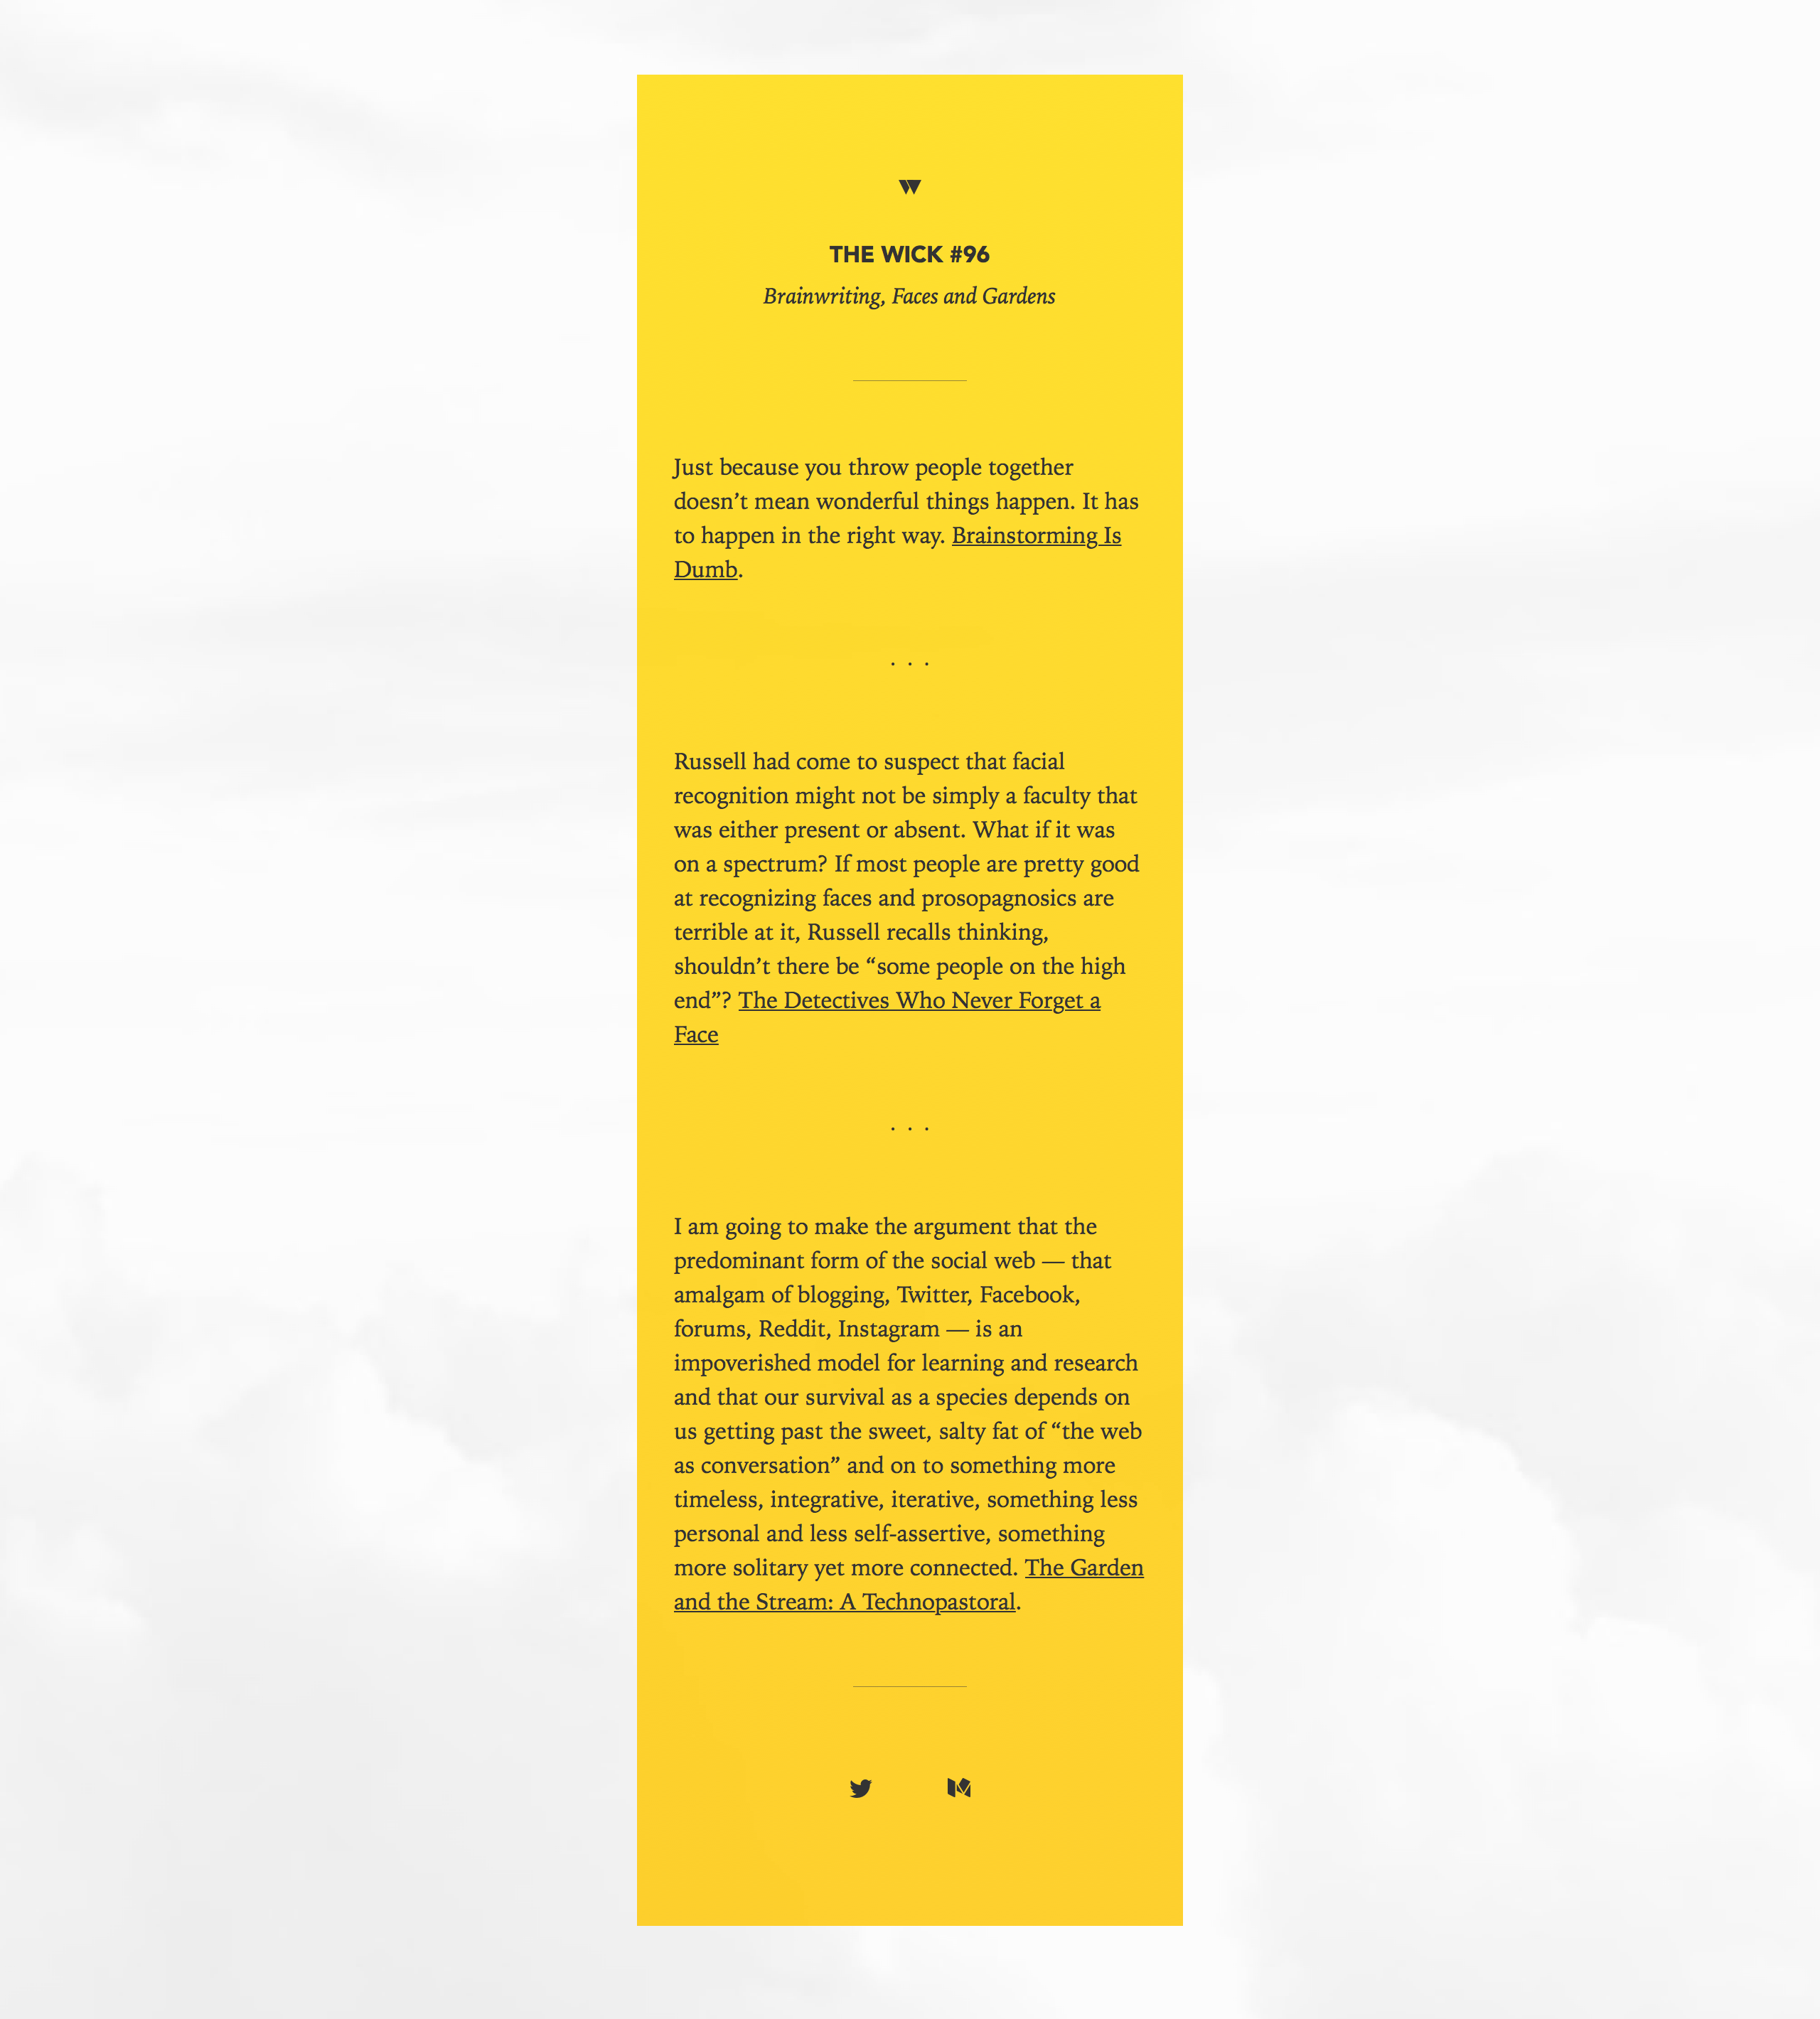 THE WICK #96
Brainwriting, Faces and Gardens
Just because you throw people together
doesn’t mean wonderful things happen. It has
to happen in the right way. Brainstorming Is
Dumb.
. . .
Russell had come to suspect that facial
recognition might not be simply a faculty that
was either present or absent. What if it was
on a spectrum? If most people are pretty good
at recognizing faces and prosopagnosics are
terrible at it, Russell recalls thinking,
shouldn’t there be “some people on the high
end”? The Detectives Who Never Forget a
Face
. . .
I am going to make the argument that the
predominant form of the social web — that
amalgam of blogging, Twitter, Facebook,
forums, Reddit, Instagram — is an
impoverished model for learning and research
and that our survival as a species depends on
us getting past the sweet, salty fat of “the web
as conversation” and on to something more
timeless, integrative, iterative, something less
personal and less self-assertive, something
more solitary yet more connected. The Garden
and the Stream: A Technopastoral.